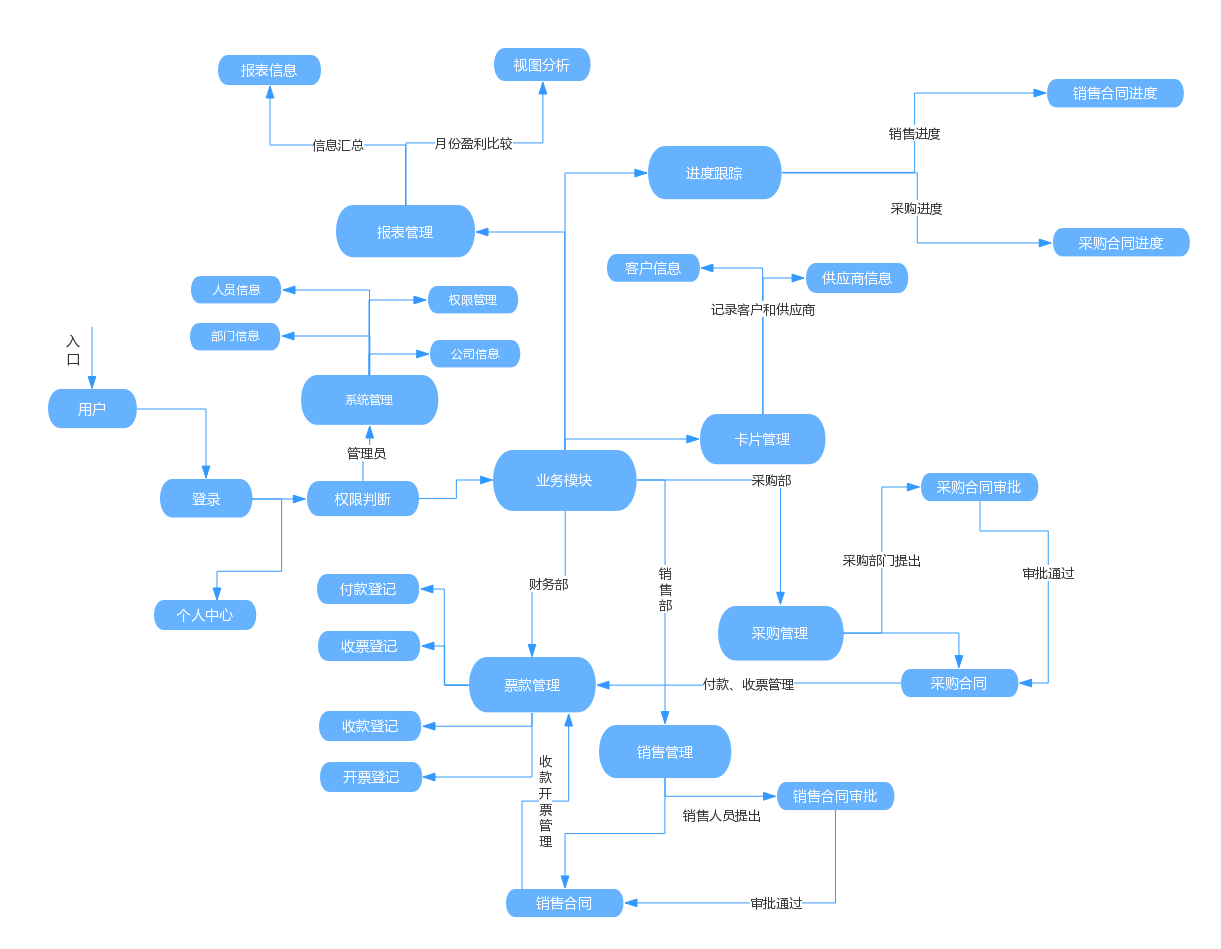 视图分析
报表信息
销售合同进度
销售进度
信息汇总
月份盈利比较
进度跟踪
采购进度
报表管理
采购合同进度
客户信息
供应商信息
人员信息
权限管理
记录客户和供应商
部门信息
入
口
公司信息
系统管理
用户
卡片管理
管理员
业务模块
采购部
采购合同审批
登录
权限判断
采购部门提出
审批通过
财务部
销
售
部
付款登记
个人中心
采购管理
收票登记
票款管理
付款、收票管理
采购合同
收款登记
销售管理
收
款
开
票
管
理
开票登记
销售合同审批
销售人员提出
销售合同
审批通过